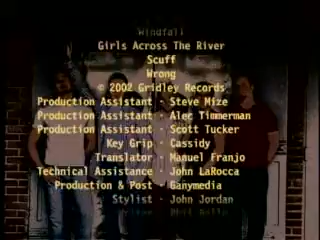 Windfall
Girls Across The River
Scuff
Wrong
© 2002 Gridley Records
Production Assistant - Steve Mize
Production Assistant - Alec Timmerman
Production Assistant - Scott Tucker
Key Grip - Cassidy
Translator - Manuel Franjo
Technical Assistance - John LaRocca
Production & Post - Ganymedia
Stylist - John Jordan